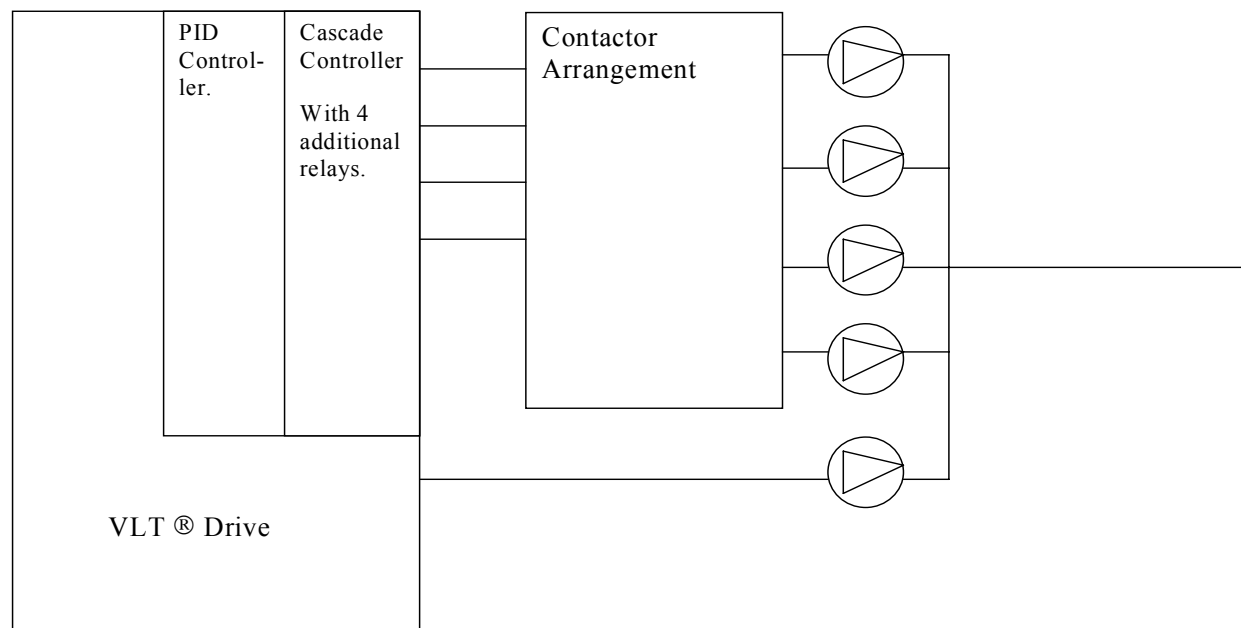 PID
Control-
ler.
Cascade
Controller
With 4
additional
relays.
Contactor
Arrangement
VLT ® Drive